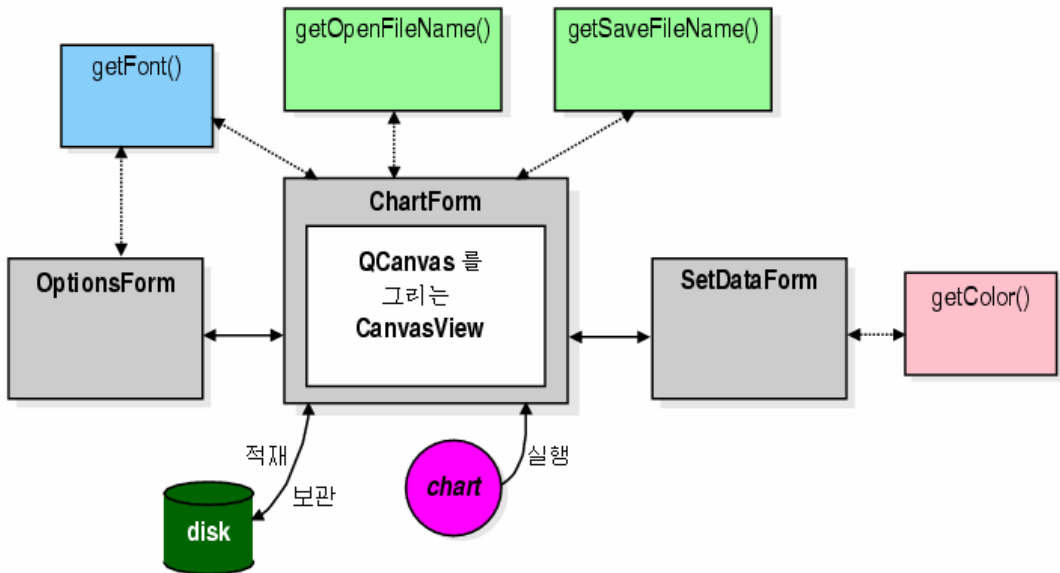 getOpenFileName()
getSaveFileName()
getFont()
ChartForm
QCanvas 를
그리는
CanvasView
OptionsForm
SetDataForm
getColor()
적재
보관
실행
chart
disk